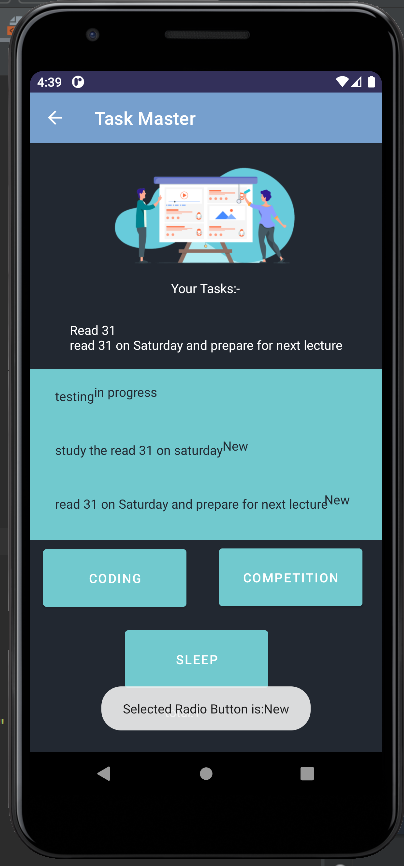 4:39
Task Master
Your Tasks:-
Read 31
read 31 on Saturday and prepare for next lecture
testing in progress
study the read 31 on saturday New
read 31 on Saturday and prepare for next lecture New
CODING
COMPETITION
SLEEP
Selected Radio Button is:New